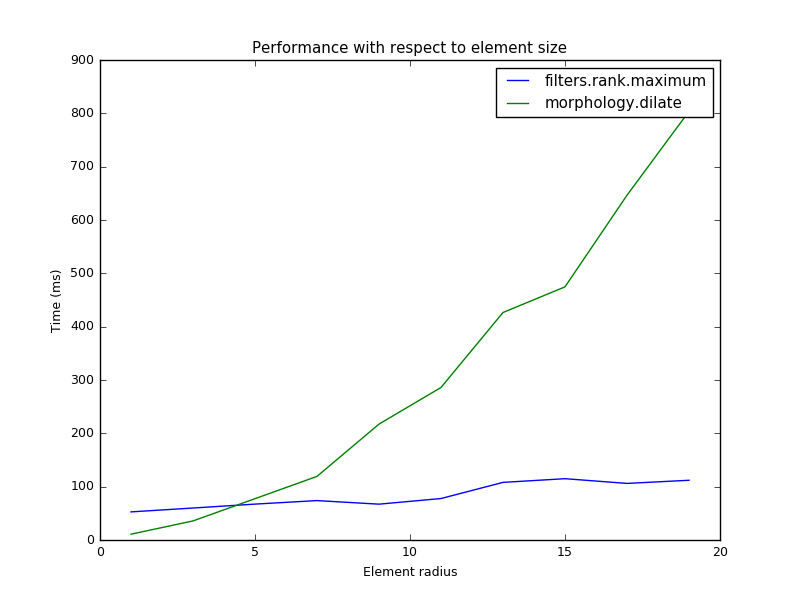 Performance with respect to element size
filters.rank.maximum
morphology.dilate
900
800
700
600
500
400
300
200
100
0
Time (ms)
0 5 10 15 20
Element radius